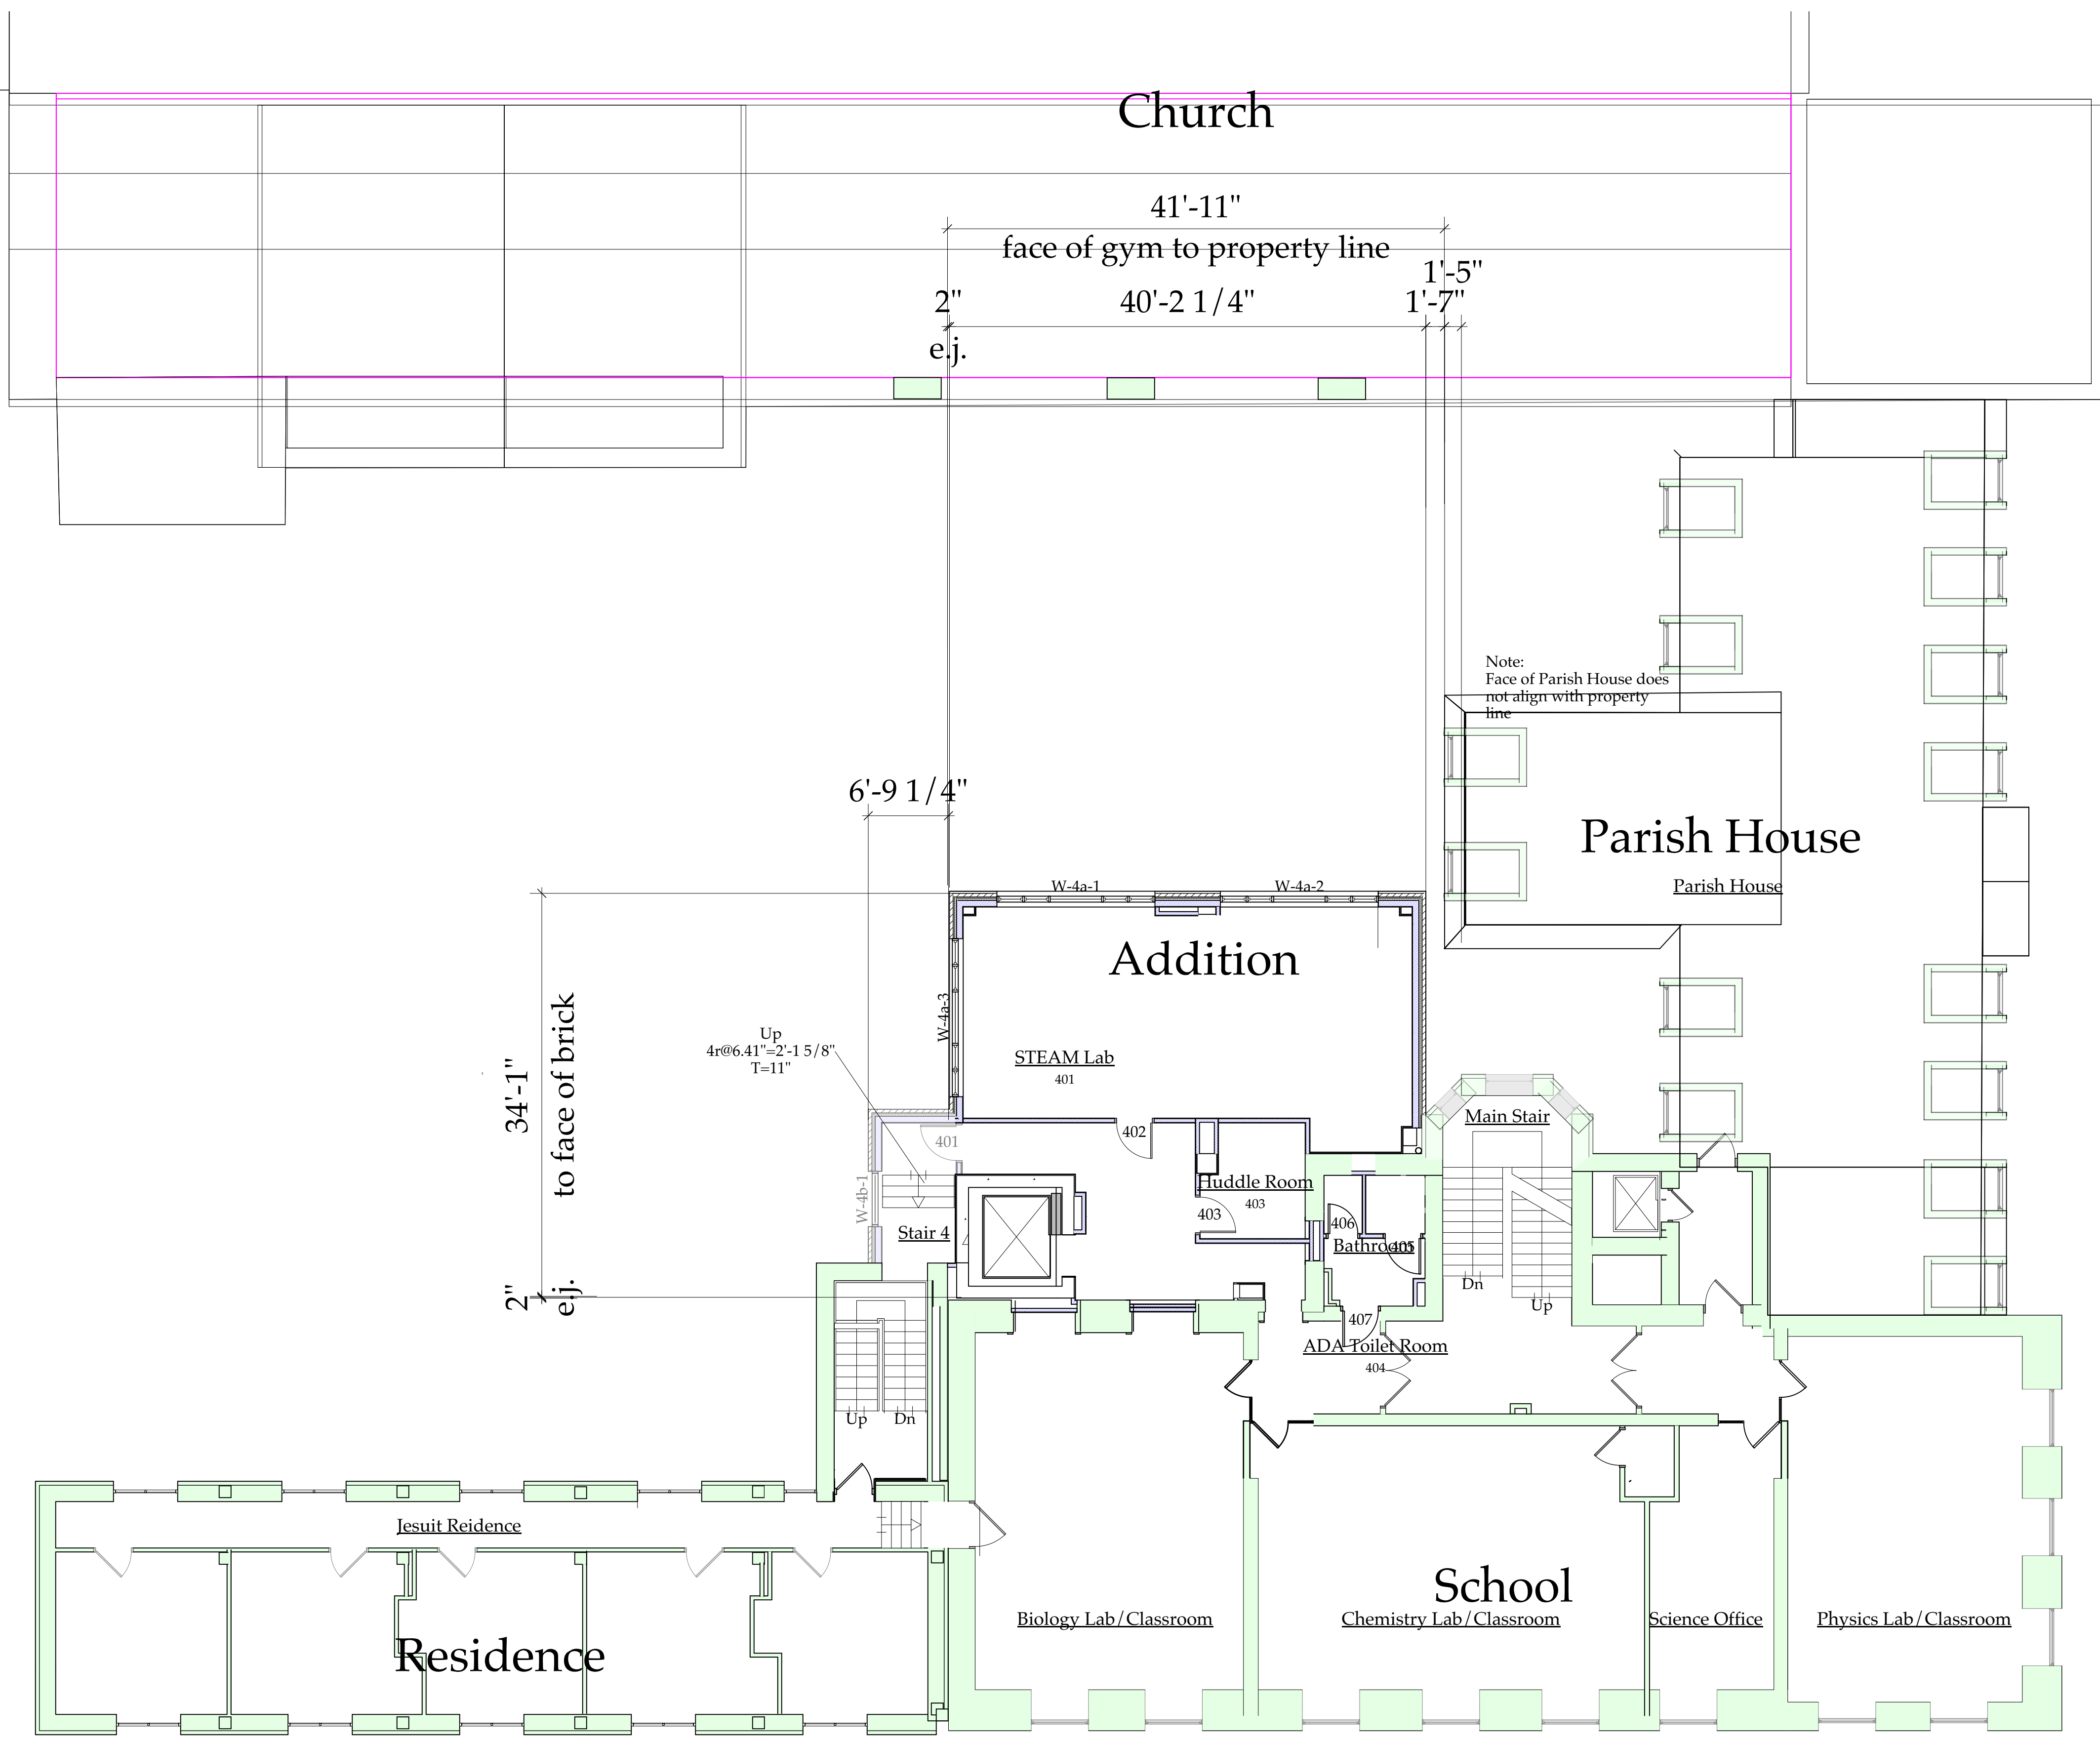 Church
41'-11"
face of gym to property line
1'-5"
2"
40'-2 1/4"
1'-7"
e.j.
Note:
Face of Parish House does
not align with property
line
6'-9 1/4"
Parish House
Parish House
W-4a-1
W-4a-2
Addition
W-4a-3
34'-1"
to face of brick
Up
4r@6.41"=2'-1 5/8"
T=11"
STEAM Lab
401
Main Stair
402
401
Huddle Room
403
403
W-4b-1
Stair 4
406
Bathroom
405
Dn
Up
2"
e.j.
407
ADA Toilet Room
404
Up
Dn
Jesuit Reidence
School
Biology Lab/Classroom
Chemistry Lab/Classroom
Science Office
Physics Lab/Classroom
Residence